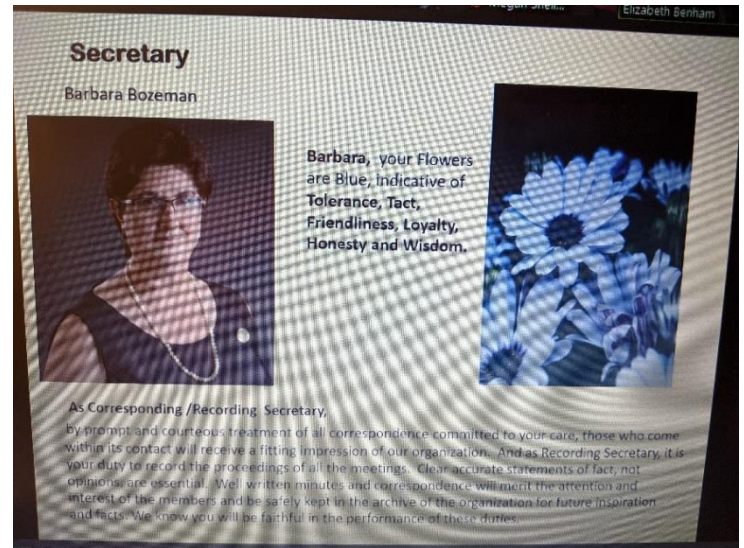 Elizabeth Benham
Secretary
Barbara Bozeman
Barbara, your Flowers
are Blue, indicative of
Tolerance, Tact,
Friendliness, Loyalty,
Honesty and Wisdom.
As Corresponding /Recording Secretary,
by prompt and courteous treatment of all correspondence committed to your care, those who come
within its contact will receive a fitting impression of our organization. And as Recording Secretary, it is
your duty to record the proceedings of all the meetings. Clear accurate statements of fact, not
opinions, are essential. Well written minutes and correspondence will merit the attention and
interest of the members and be safely kept in the archive of the organization for future inspiration
and facts. We know you will be faithful in the performance of these duties.